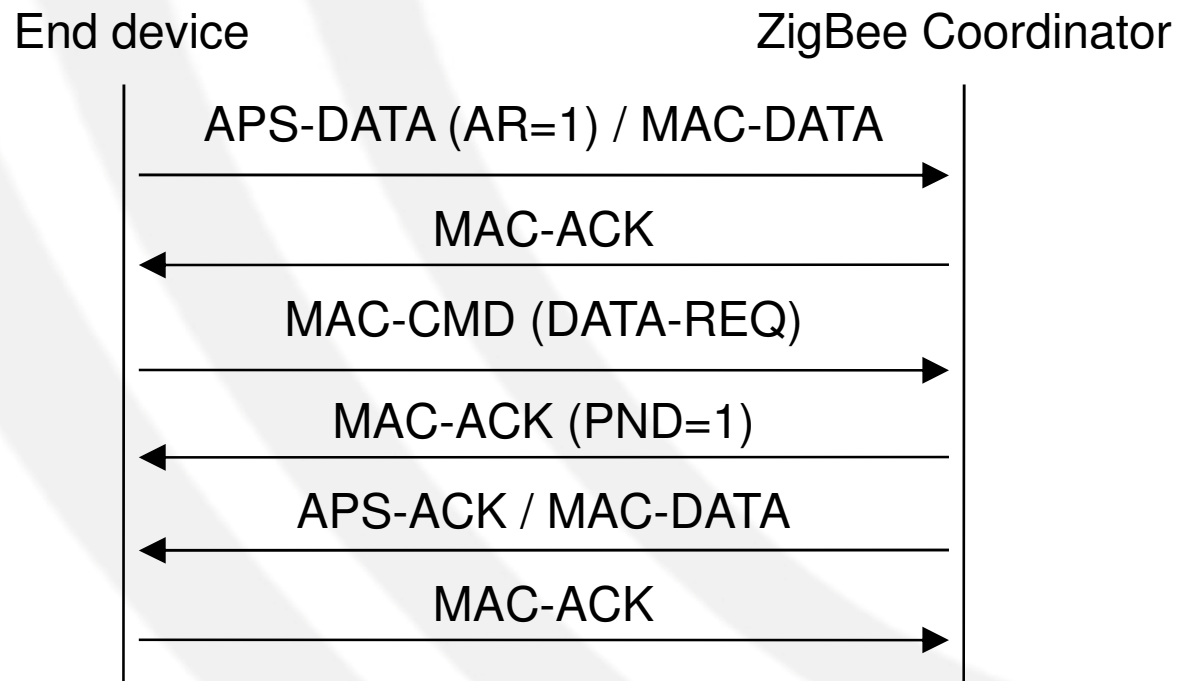 End device
ZigBee Coordinator
APS-DATA (AR=1) / MAC-DATA
MAC-ACK
MAC-CMD (DATA-REQ)
MAC-ACK (PND=1)
APS-ACK / MAC-DATA
MAC-ACK